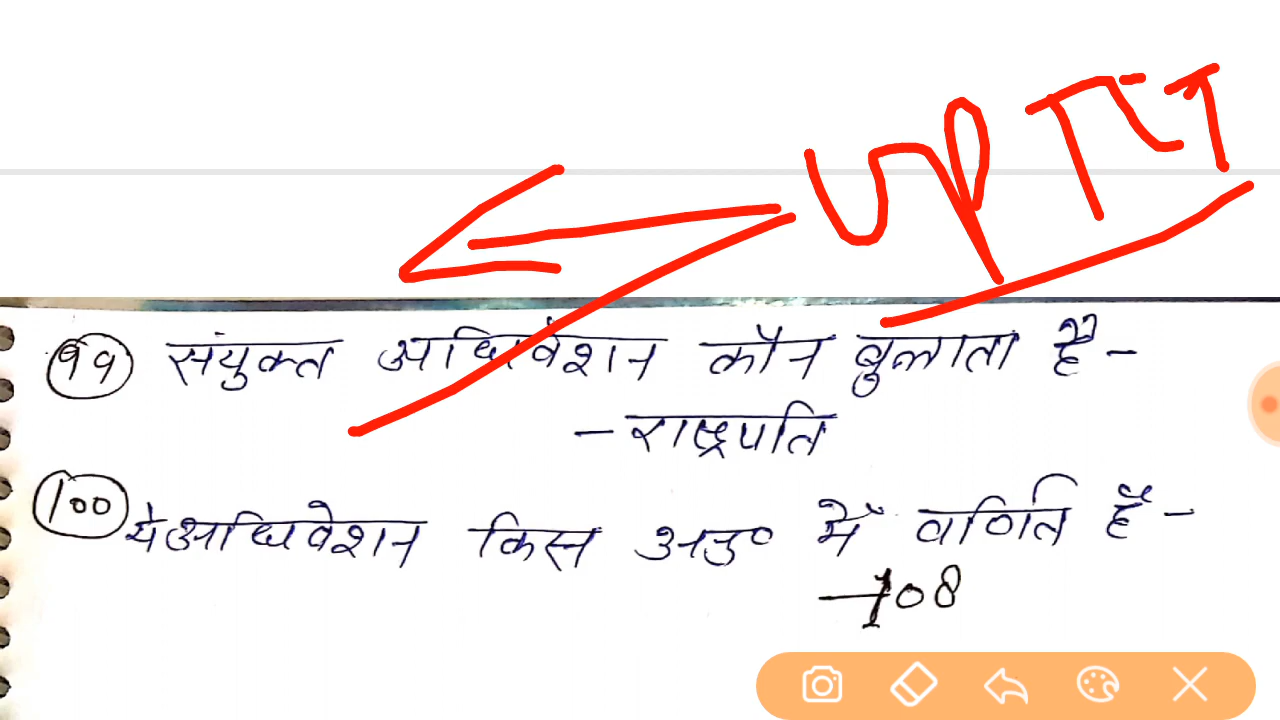 UPTET
99 संयुक्त अधिवेशन कौन बुलाता है -
- राष्ट्रपति
100 ये अधिवेशन किस अनु० में वर्णित है -
- 108